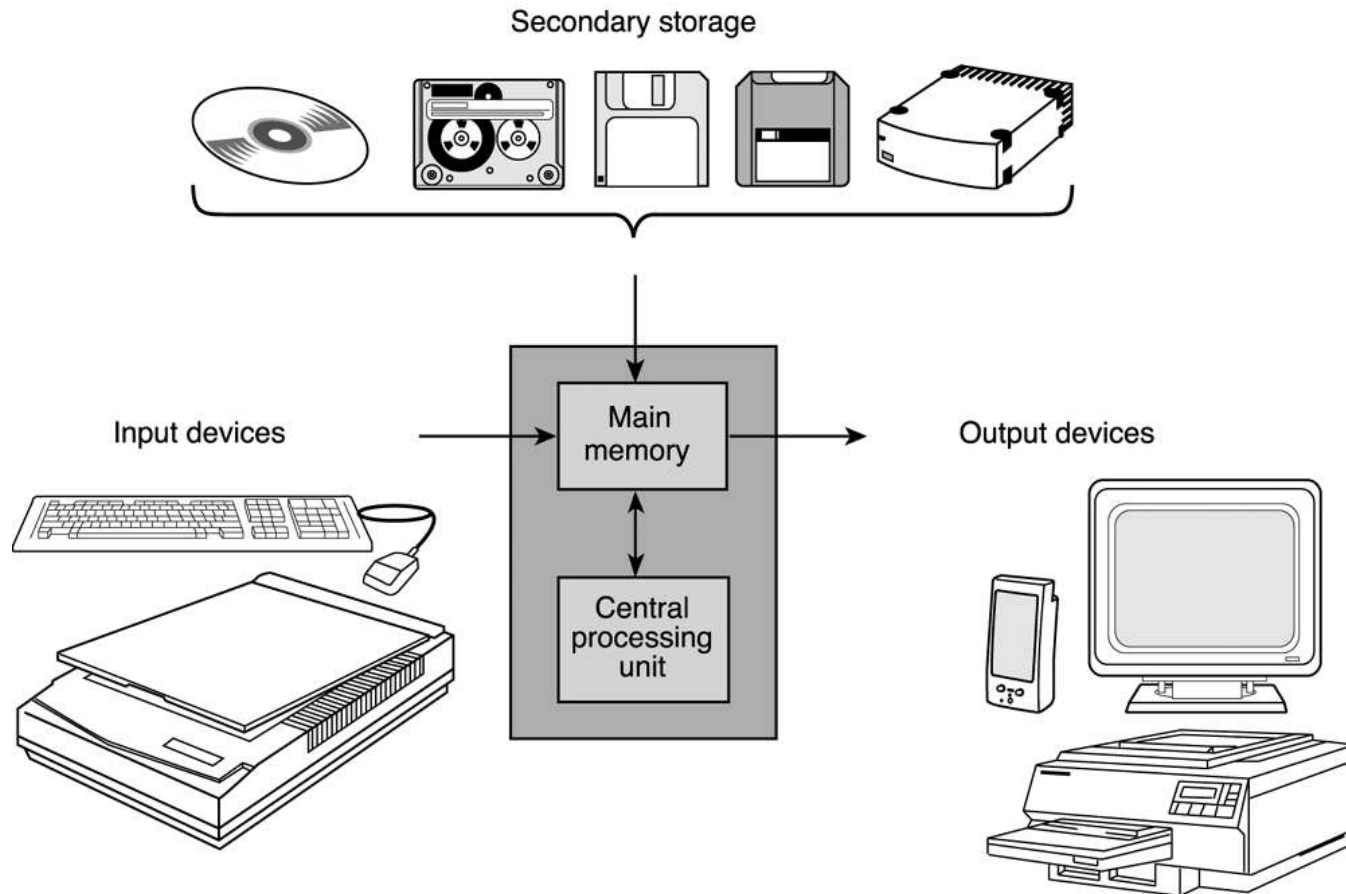 Secondary storage
Input devices
Main
memory
Output devices
Central
processing
unit